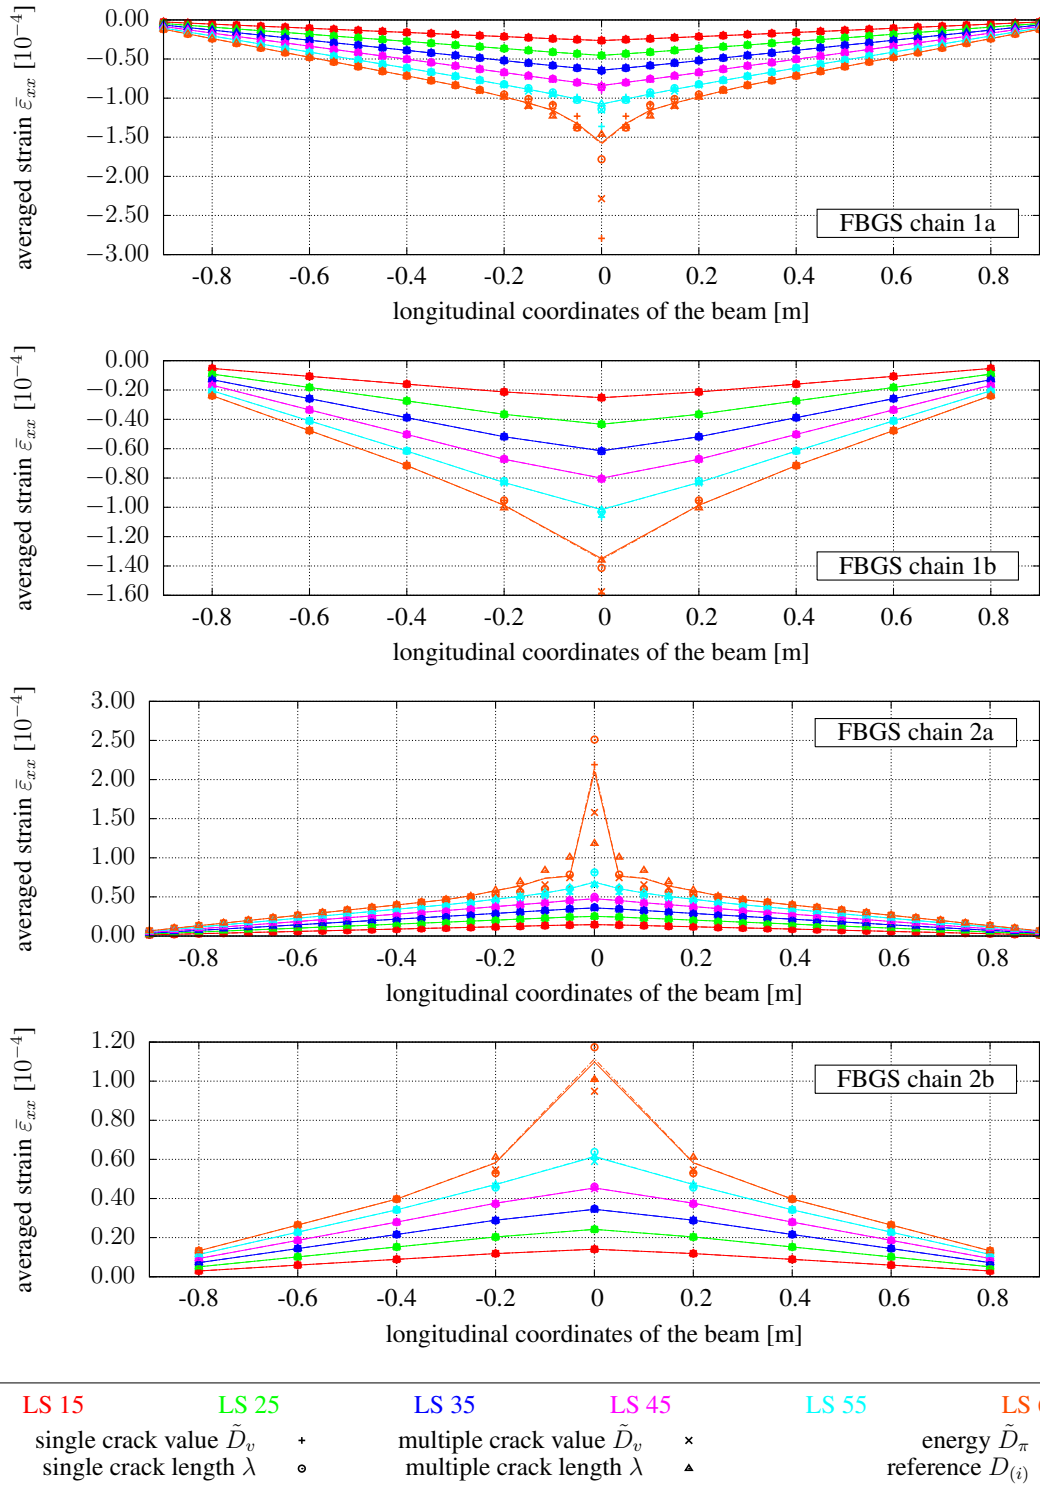 0.00
−0.50
−1.00
−1.50
−2.00
−2.50
−3.00
averaged strain ε̄xx [10−4]
FBGS chain 1a
-0.8 -0.6 -0.4 -0.2 0 0.2 0.4 0.6 0.8
longitudinal coordinates of the beam [m]
0.00
−0.20
−0.40
−0.60
−0.80
−1.00
−1.20
−1.40
−1.60
averaged strain ε̄xx [10−4]
FBGS chain 1b
-0.8 -0.6 -0.4 -0.2 0 0.2 0.4 0.6 0.8
longitudinal coordinates of the beam [m]
3.00
2.50
2.00
1.50
1.00
0.50
0.00
averaged strain ε̄xx [10−4]
FBGS chain 2a
-0.8 -0.6 -0.4 -0.2 0 0.2 0.4 0.6 0.8
longitudinal coordinates of the beam [m]
1.20
1.00
0.80
0.60
0.40
0.20
0.00
averaged strain ε̄xx [10−4]
FBGS chain 2b
-0.8 -0.6 -0.4 -0.2 0 0.2 0.4 0.6 0.8
longitudinal coordinates of the beam [m]
LS 15 LS 25 LS 35 LS 45 LS 55 LS
single crack value D̃v multiple crack value D̃v energy D̃π
single crack length λ multiple crack length λ reference D(i)